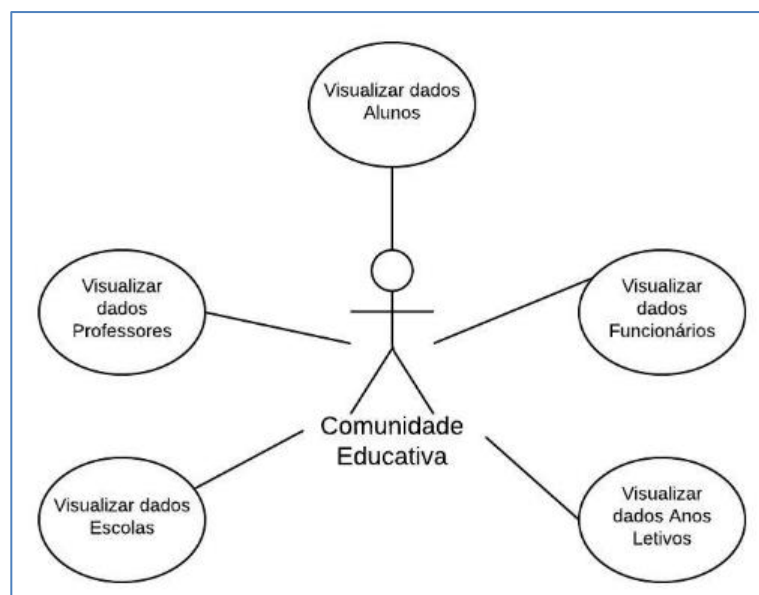 Visualizar dados
Alunos
Visualizar
dados
Professores
Visualizar
dados
Funcionários
Comunidade
Educativa
Visualizar dados
Escolas
Visualizar
dados Anos
Letivos